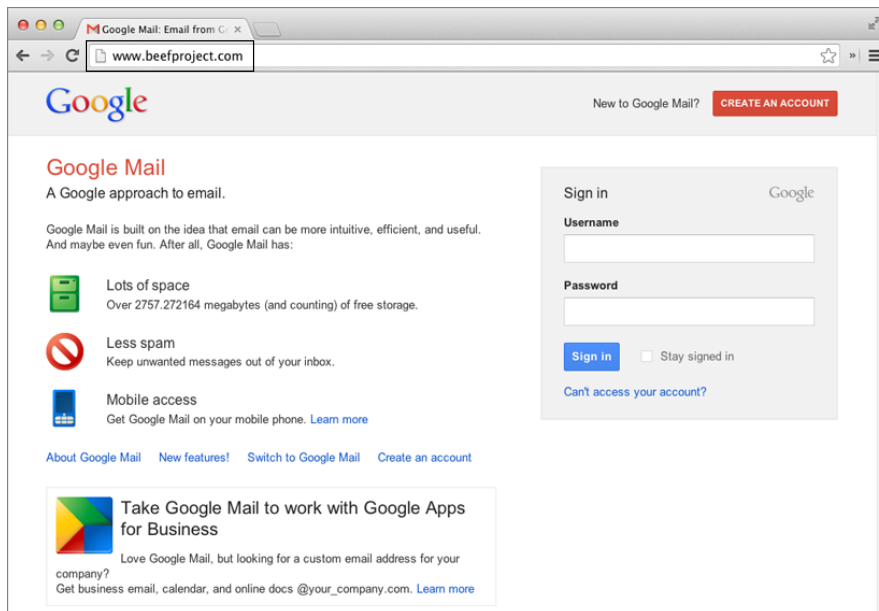 Google Mail: Email from G
www.beefproject.com
Google
New to Google Mail?
CREATE AN ACCOUNT
Google Mail
A Google approach to email.
Google Mail is built on the idea that email can be more intuitive, efficient, and useful.
And maybe even fun. After all, Google Mail has:
Lots of space
Over 2757.272164 megabytes (and counting) of free storage.
Less spam
Keep unwanted messages out of your inbox.
Mobile access
Get Google Mail on your mobile phone. Learn more
About Google Mail New features! Switch to Google Mail Create an account
Take Google Mail to work with Google Apps
for Business
Love Google Mail, but looking for a custom email address for your
company?
Get business email, calendar, and online docs @your_company.com. Learn more
Sign in Google
Username
Password
Sign in Stay signed in
Can't access your account?